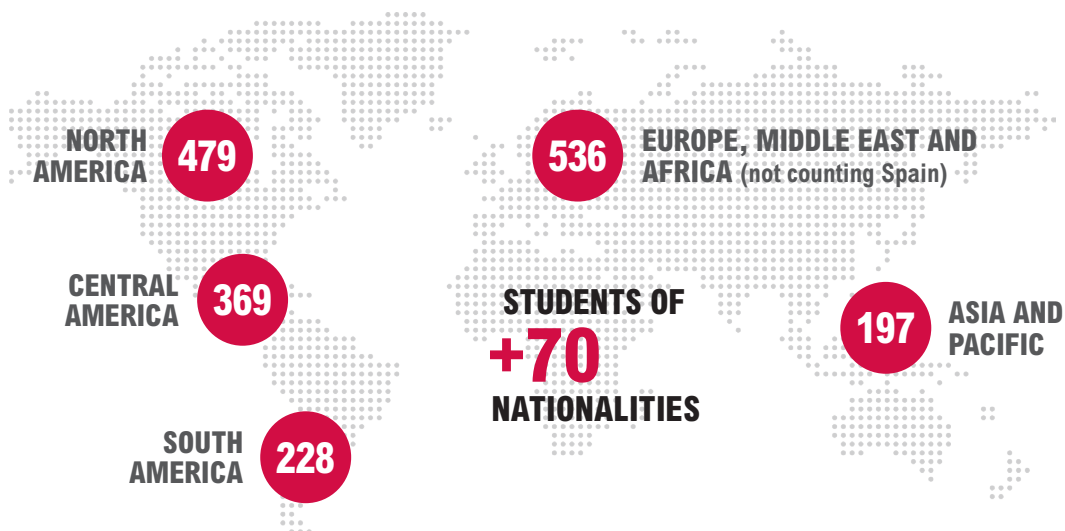 NORTH
AMERICA
479
536
EUROPE, MIDDLE EAST AND
AFRICA (not counting Spain)
CENTRAL
AMERICA
369
STUDENTS OF
+70
NATIONALITIES
197
ASIA AND
PACIFIC
SOUTH
AMERICA
228